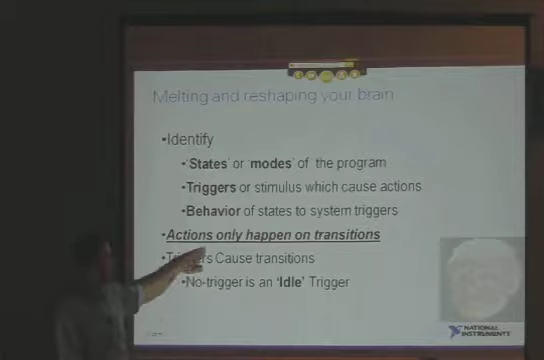 Melting and reshaping your brain
•Identify
•'States' or 'modes' of the program
•Triggers or stimulus which cause actions
•Behavior of states to system triggers
•Actions only happen on transitions
•Triggers Cause transitions
•No-trigger is an 'Idle' Trigger
NATIONAL
INSTRUMENTS